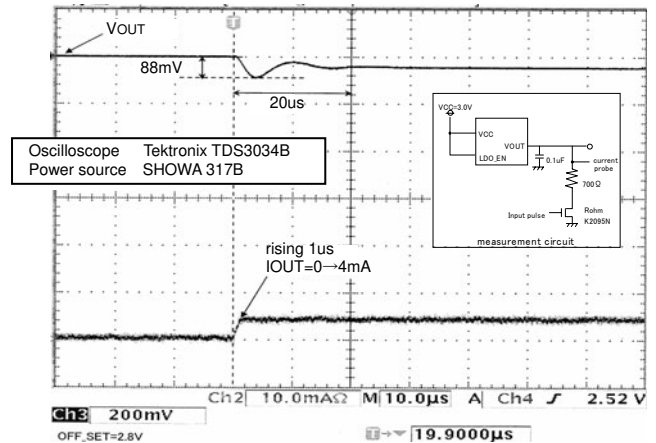 T
VOUT
88mV
20us
Oscilloscope Tektronix TDS3034B
Power source SHOWA 317B
VCC=3.0V
VCC
VOUT
LDO_EN
0.1uF
current
probe
700Ω
Input pulse
Rohm
K2095N
measurement circuit
rising 1us
IOUT=0→4mA
Ch2 10.0mAΩ M 10.0µs A Ch4 ƒ 2.52 V
Ch3 200mV
OFF_SET=2.8V
T→▼ 19.9000µs